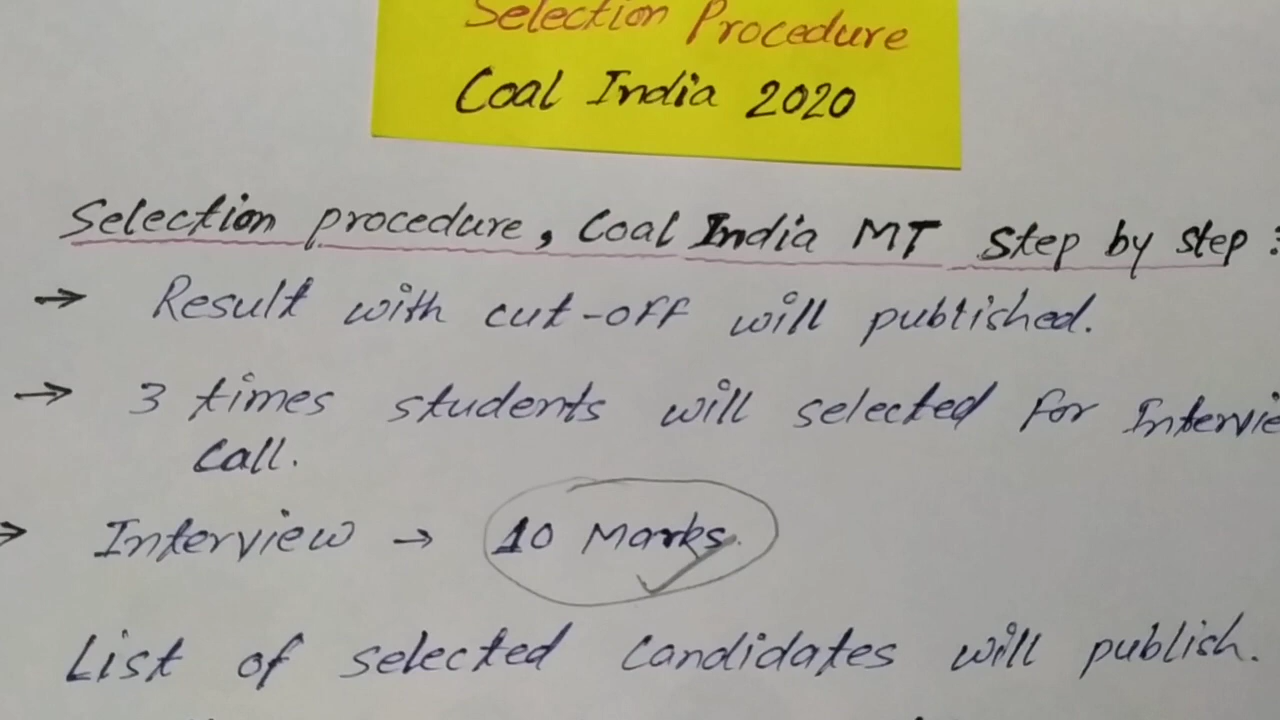 Selection Procedure
Coal India 2020
Selection procedure, Coal India MT Step by step :
→ Result with cut-off will published.
→ 3 times students will selected for Intervie
Call.
→ Interview → 10 Marks.
List of selected Candidates will publish.